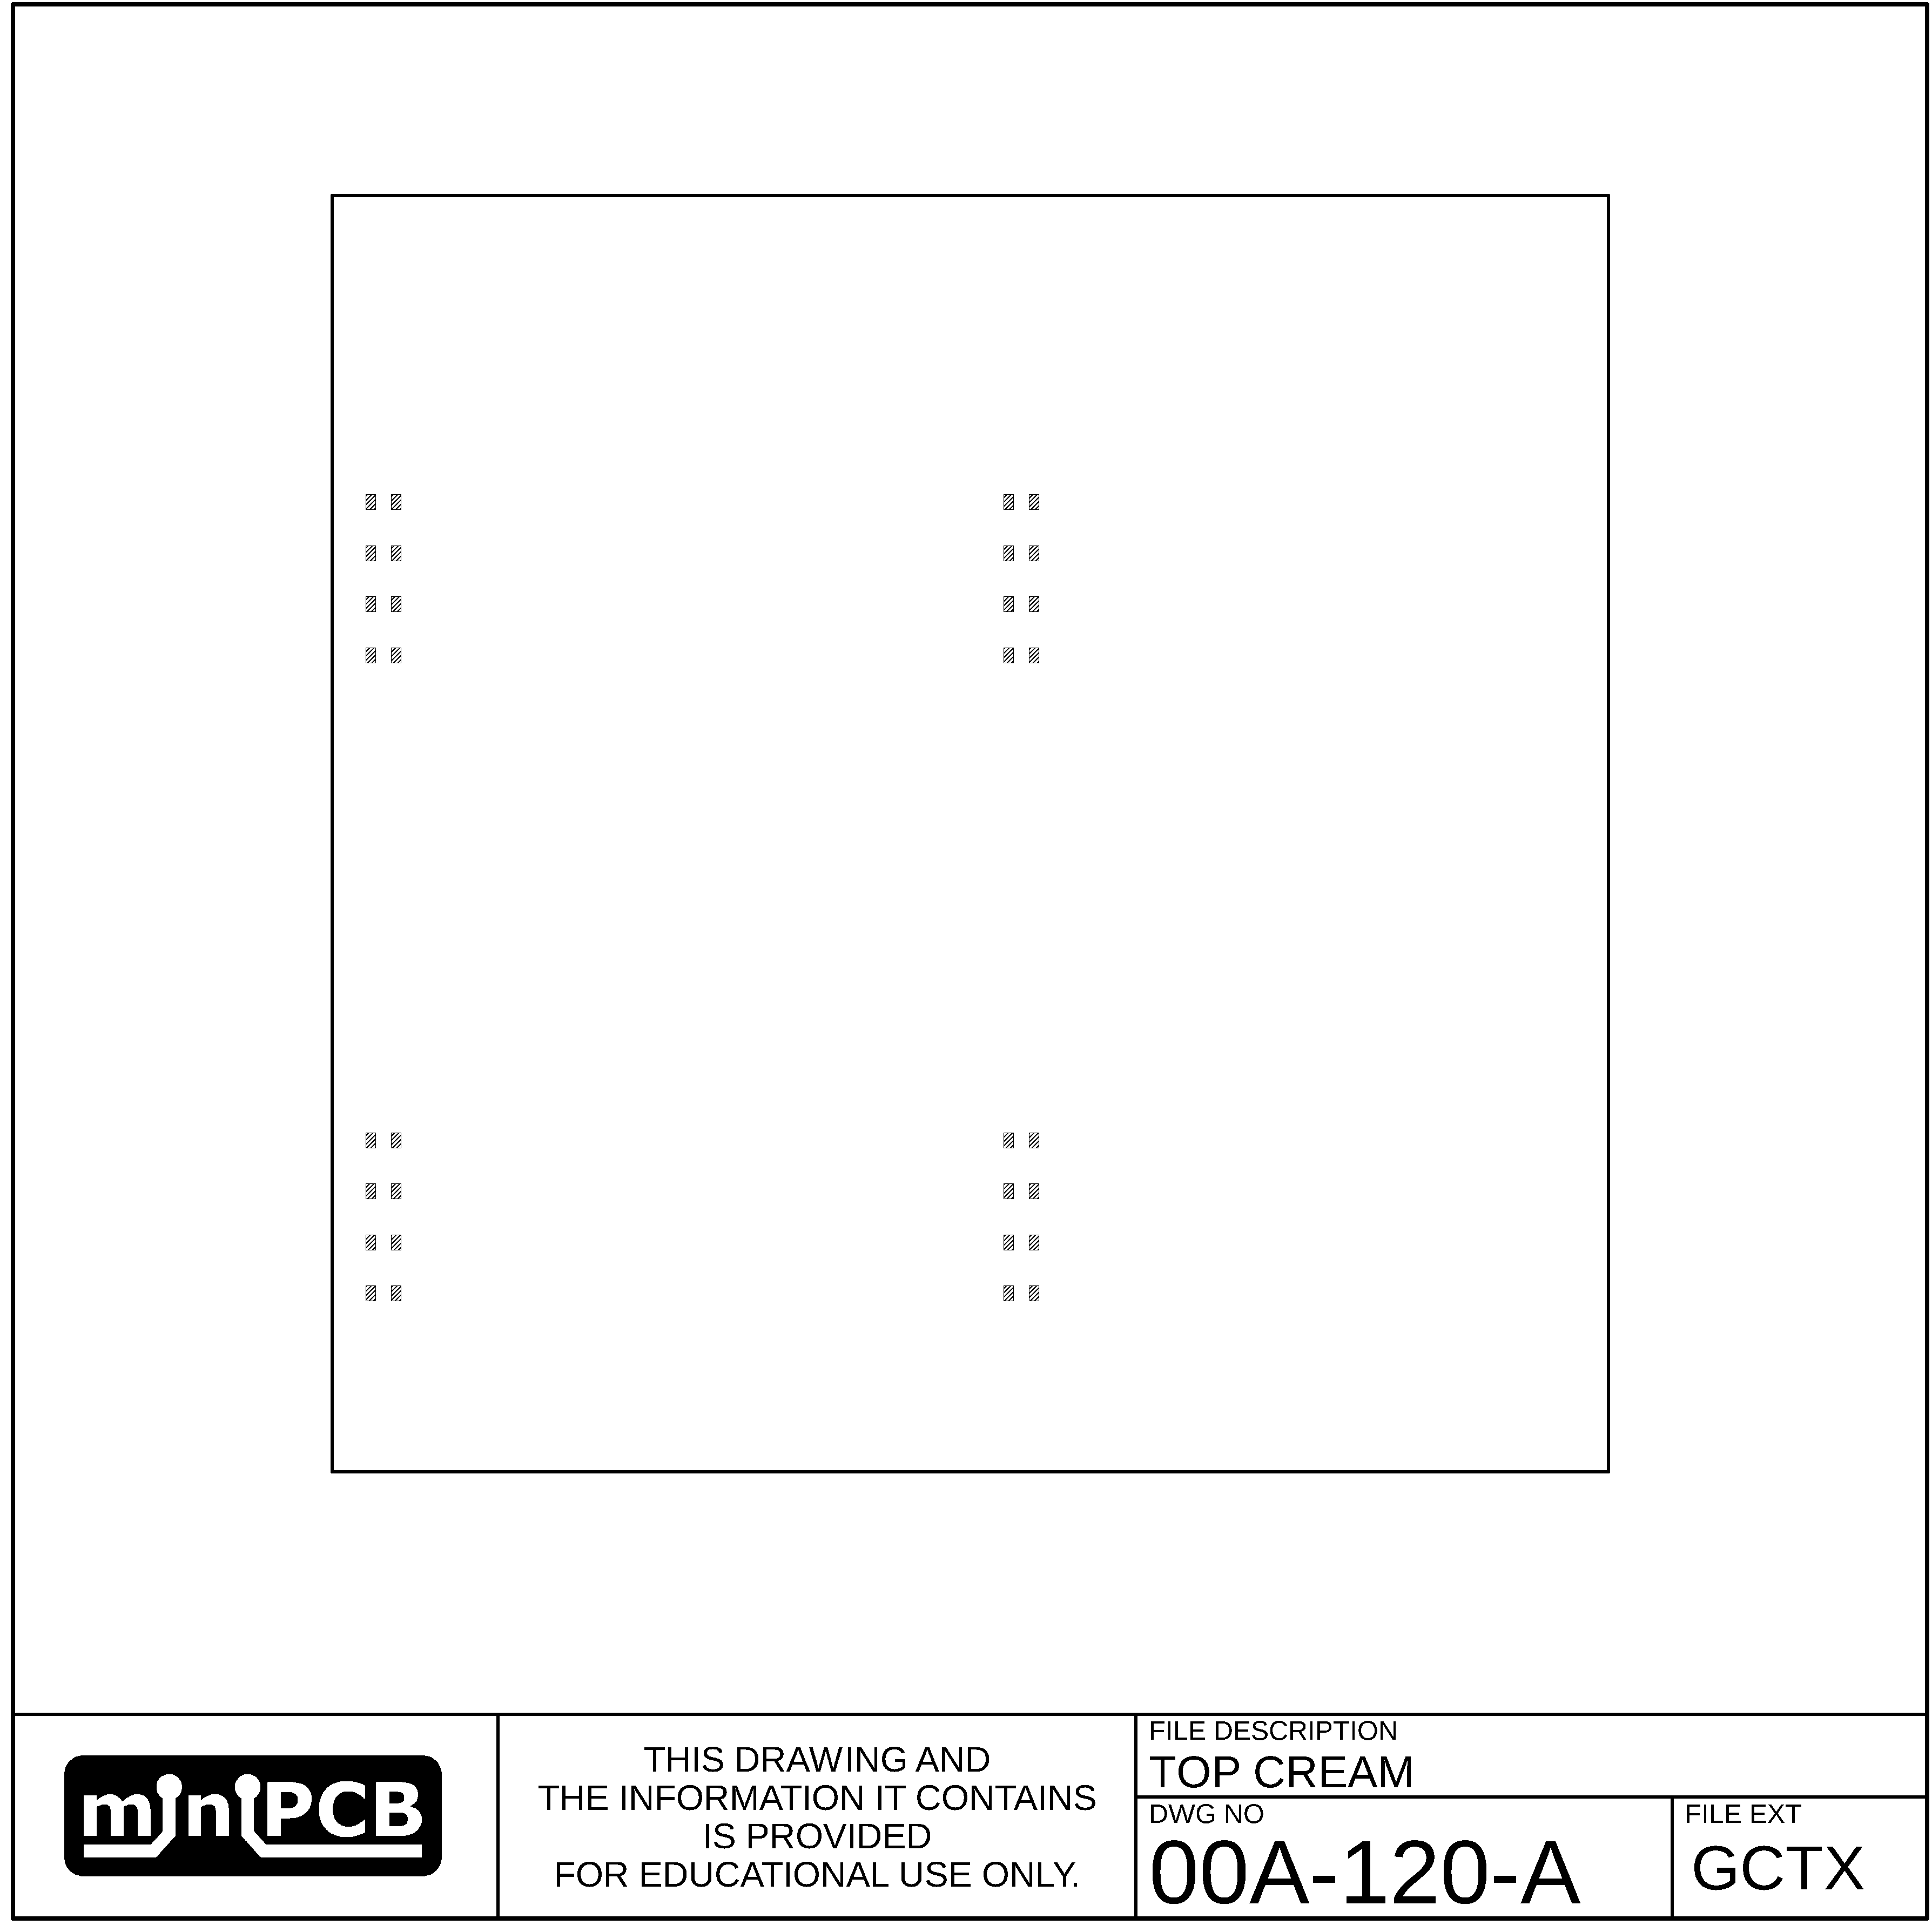 miniPCB
THIS DRAWING AND
THE INFORMATION IT CONTAINS
IS PROVIDED
FOR EDUCATIONAL USE ONLY.
FILE DESCRIPTION
TOP CREAM
DWG NO
00A-120-A
FILE EXT
GCTX